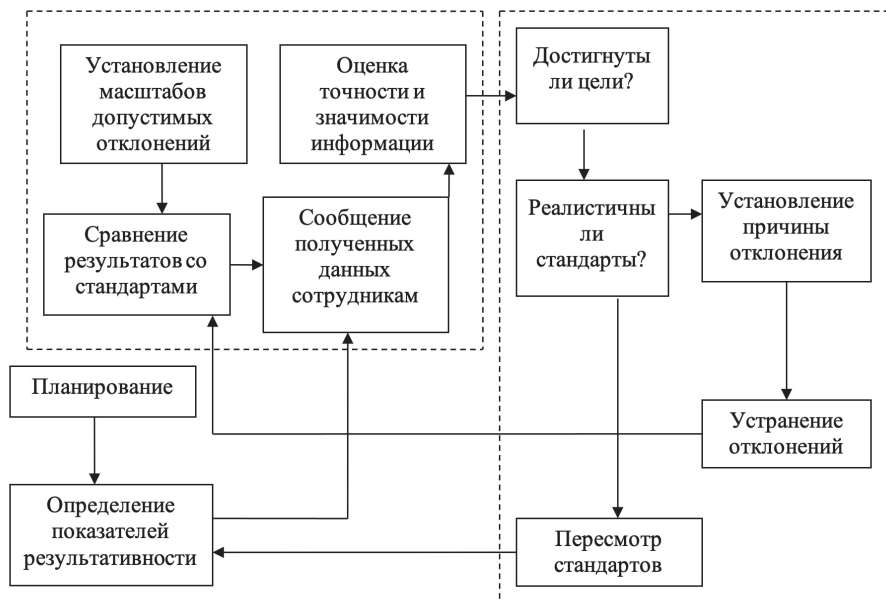 Установление
масштабов
допустимых
отклонений
Оценка
точности и
значимости
информации
Достигнуты
ли цели?
Сравнение
результатов со
стандартами
Сообщение
полученных
данных
сотрудникам
Реалистичны
ли
стандарты?
Установление
причины
отклонения
Планирование
Устранение
отклонений
Определение
показателей
результативности
Пересмотр
стандартов